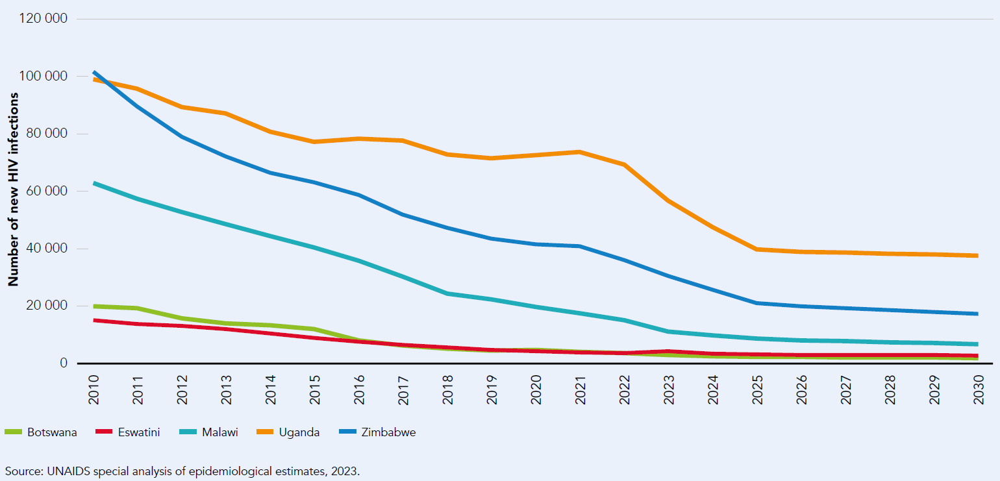 120 000
100 000
80 000
60 000
40 000
20 000
0
Number of new HIV infections
2010 2011 2012 2013 2014 2015 2016 2017 2018 2019 2020 2021 2022 2023 2024 2025 2026 2027 2028 2029 2030
Botswana Eswatini Malawi Uganda Zimbabwe
Source: UNAIDS special analysis of epidemiological estimates, 2023.